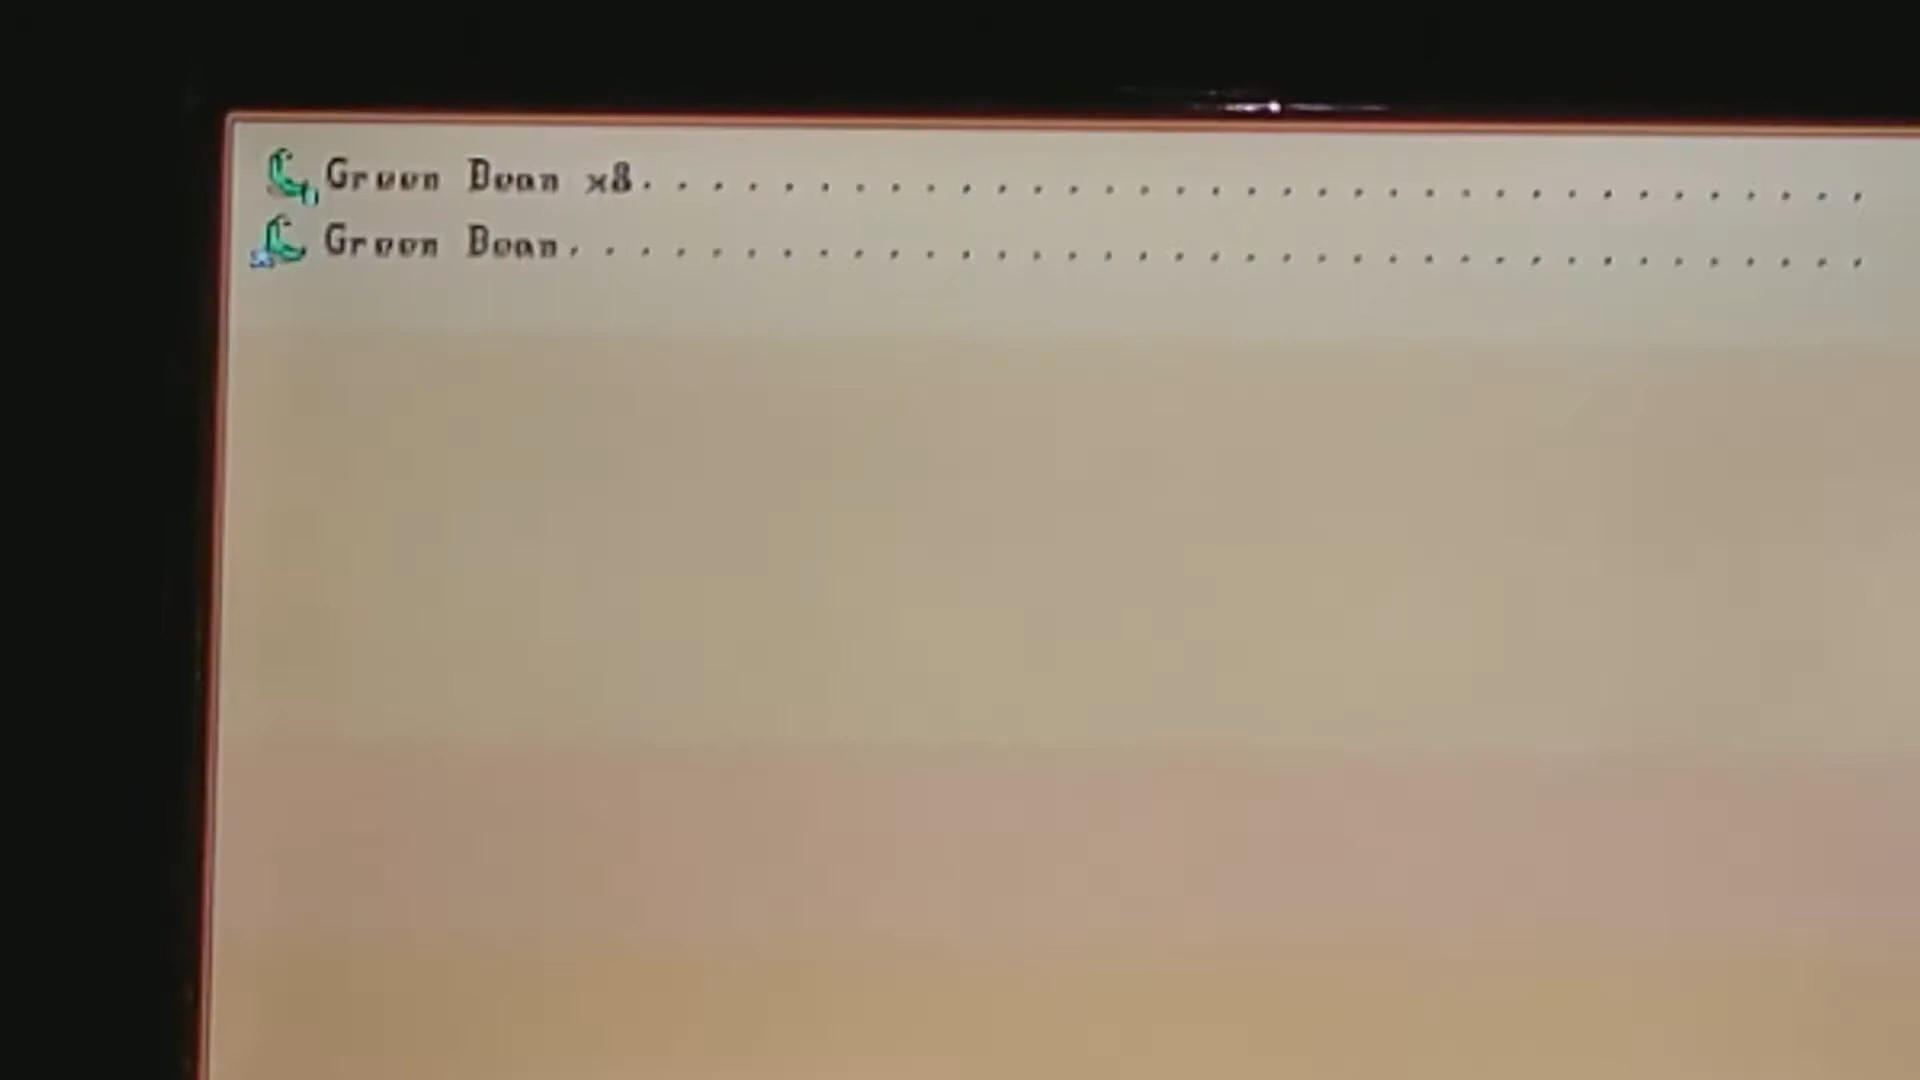 Green Bean x8. . . . . . . . . . . . . . . . . . . . . . . . . . . . . . . . . . .
Green Bean. . . . . . . . . . . . . . . . . . . . . . . . . . . . . . . . . . . . .